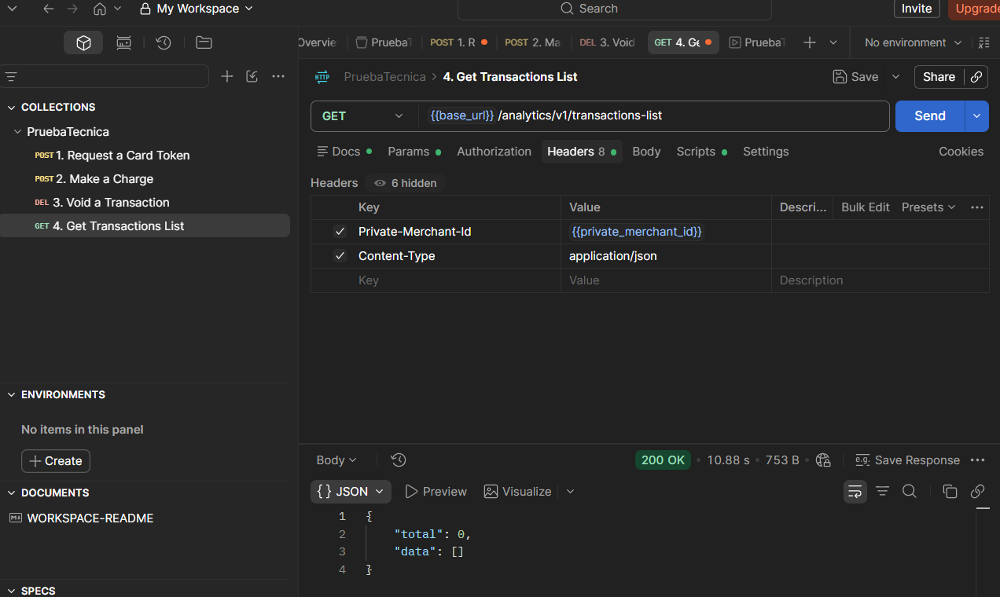 My Workspace
Search
Invite
Upgrade
Overvie
PruebaT
POST 1. R
POST 2. Ma
DEL 3. Void
GET 4. Ge
PruebaT
No environment
HTTP
PruebaTecnica > 4. Get Transactions List
Save
Share
COLLECTIONS
PruebaTecnica
POST 1. Request a Card Token
POST 2. Make a Charge
DEL 3. Void a Transaction
GET 4. Get Transactions List
GET
{{base_url}} /analytics/v1/transactions-list
Send
Docs
Params
Authorization
Headers 8
Body
Scripts
Settings
Cookies
Headers
6 hidden
Key
Value
Descri...
Bulk Edit
Presets
Private-Merchant-Id
{{private_merchant_id}}
Content-Type
application/json
Key
Value
Description
ENVIRONMENTS
No items in this panel
Create
DOCUMENTS
WORKSPACE-README
SPECS
Body
200 OK
10.88 s
753 B
e.g. Save Response
{} JSON
Preview
Visualize
1 {
2 "total": 0,
3 "data": []
4 }